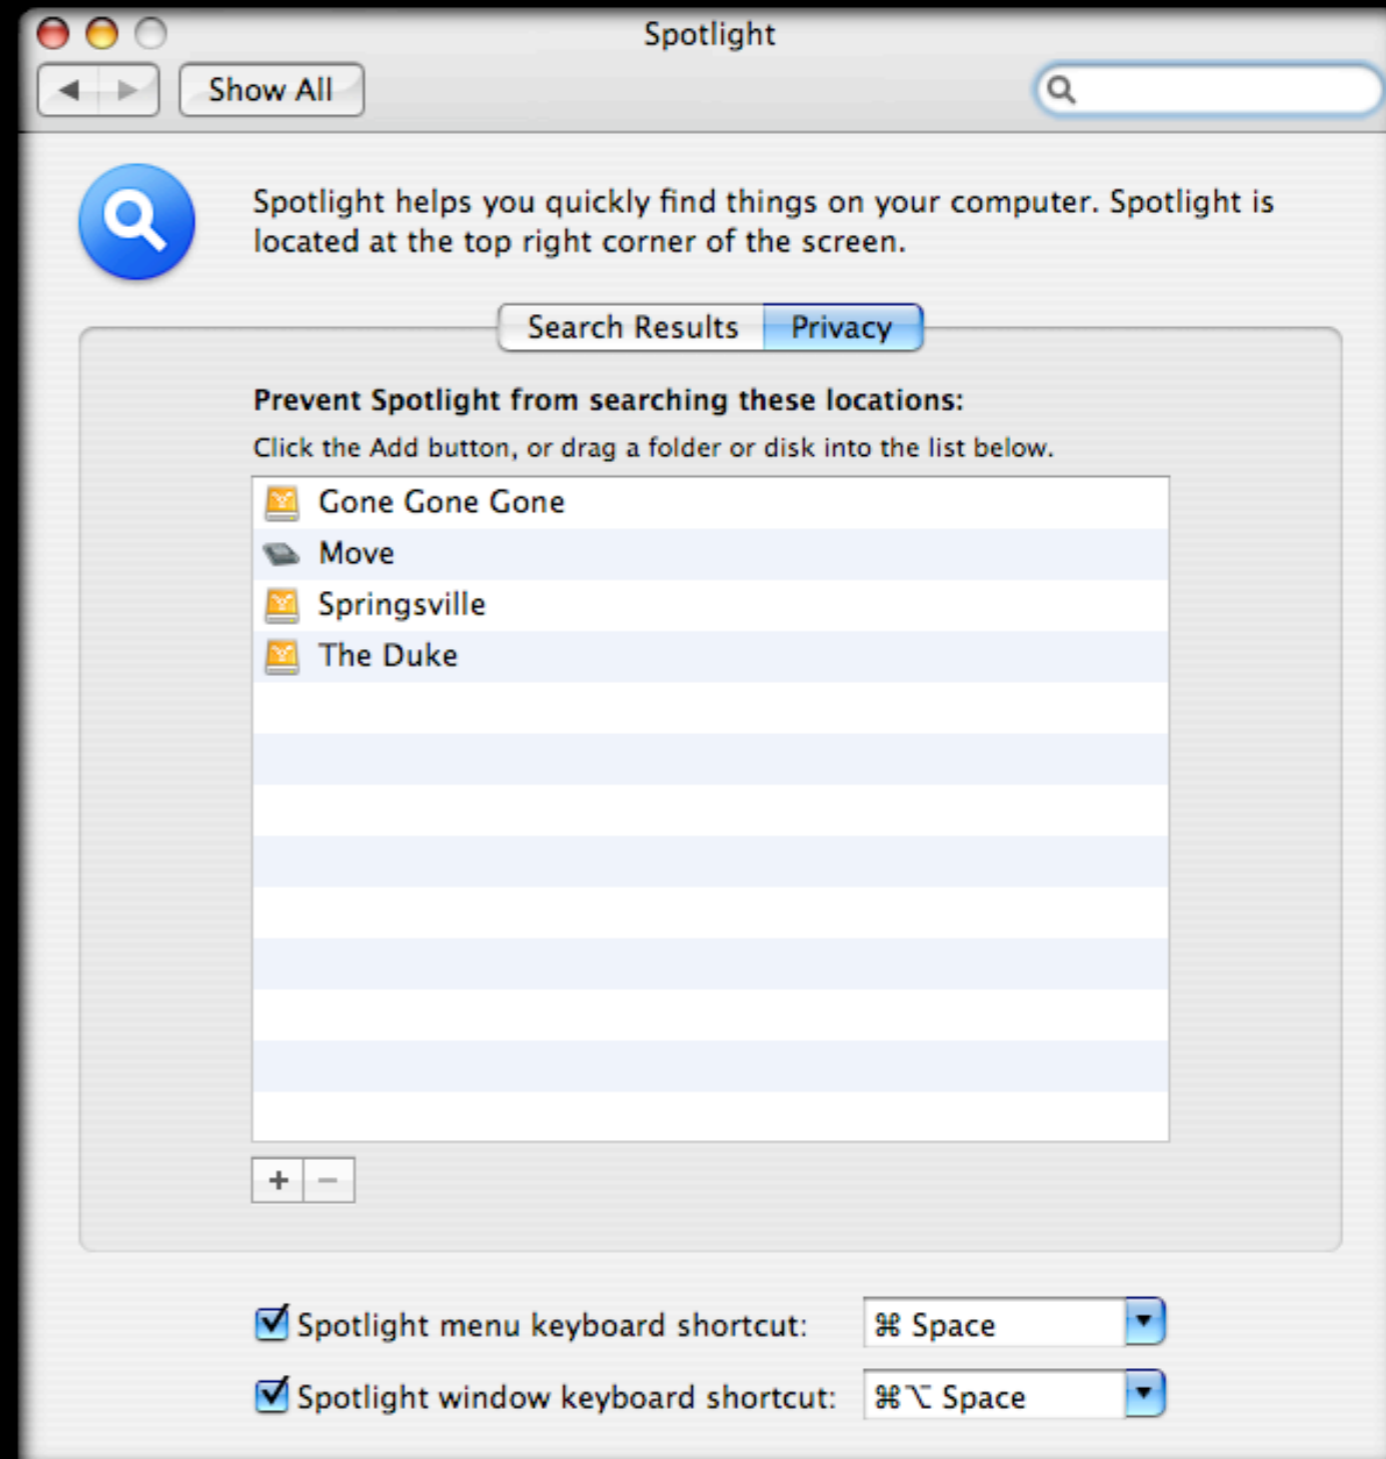 Spotlight
Show All
Spotlight helps you quickly find things on your computer. Spotlight is
located at the top right corner of the screen.
Search Results Privacy
Prevent Spotlight from searching these locations:
Click the Add button, or drag a folder or disk into the list below.
Gone Gone Gone
Move
Springsville
The Duke
+ −
Spotlight menu keyboard shortcut: ⌘ Space
Spotlight window keyboard shortcut: ⌘⌥ Space